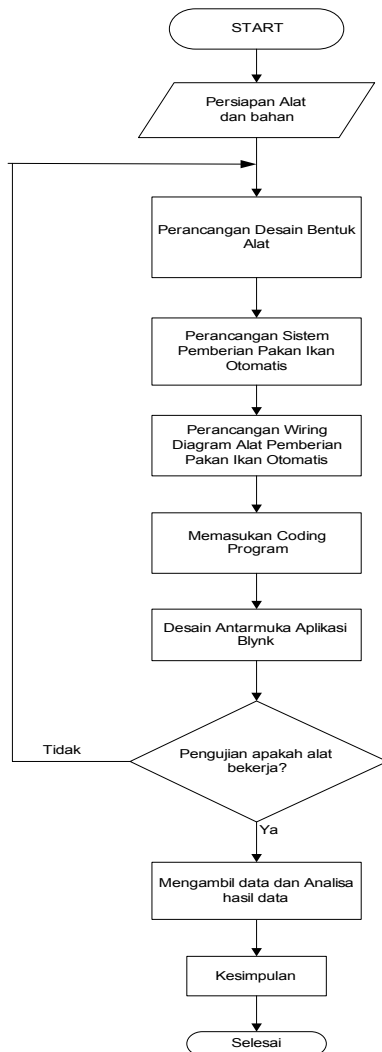 START
Persiapan Alat
dan bahan
Perancangan Desain Bentuk
Alat
Perancangan Sistem
Pemberian Pakan Ikan
Otomatis
Perancangan Wiring
Diagram Alat Pemberian
Pakan Ikan Otomatis
Memasukan Coding
Program
Desain Antarmuka Aplikasi
Blynk
Tidak
Pengujian apakah alat
bekerja?
Ya
Mengambil data dan Analisa
hasil data
Kesimpulan
Selesai